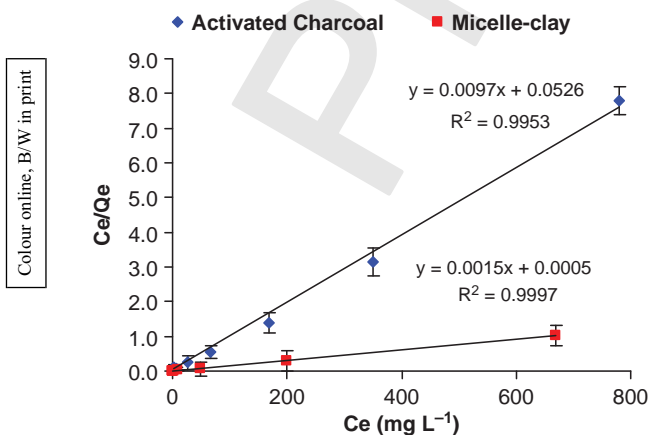 Activated Charcoal Micelle-clay
Colour online, B/W in print
9.0
8.0
7.0
6.0
5.0
4.0
3.0
2.0
1.0
0.0
Ce/Qe
y = 0.0097x + 0.0526
R² = 0.9953
y = 0.0015x + 0.0005
R² = 0.9997
0 200 400 600 800
Ce (mg L⁻¹)